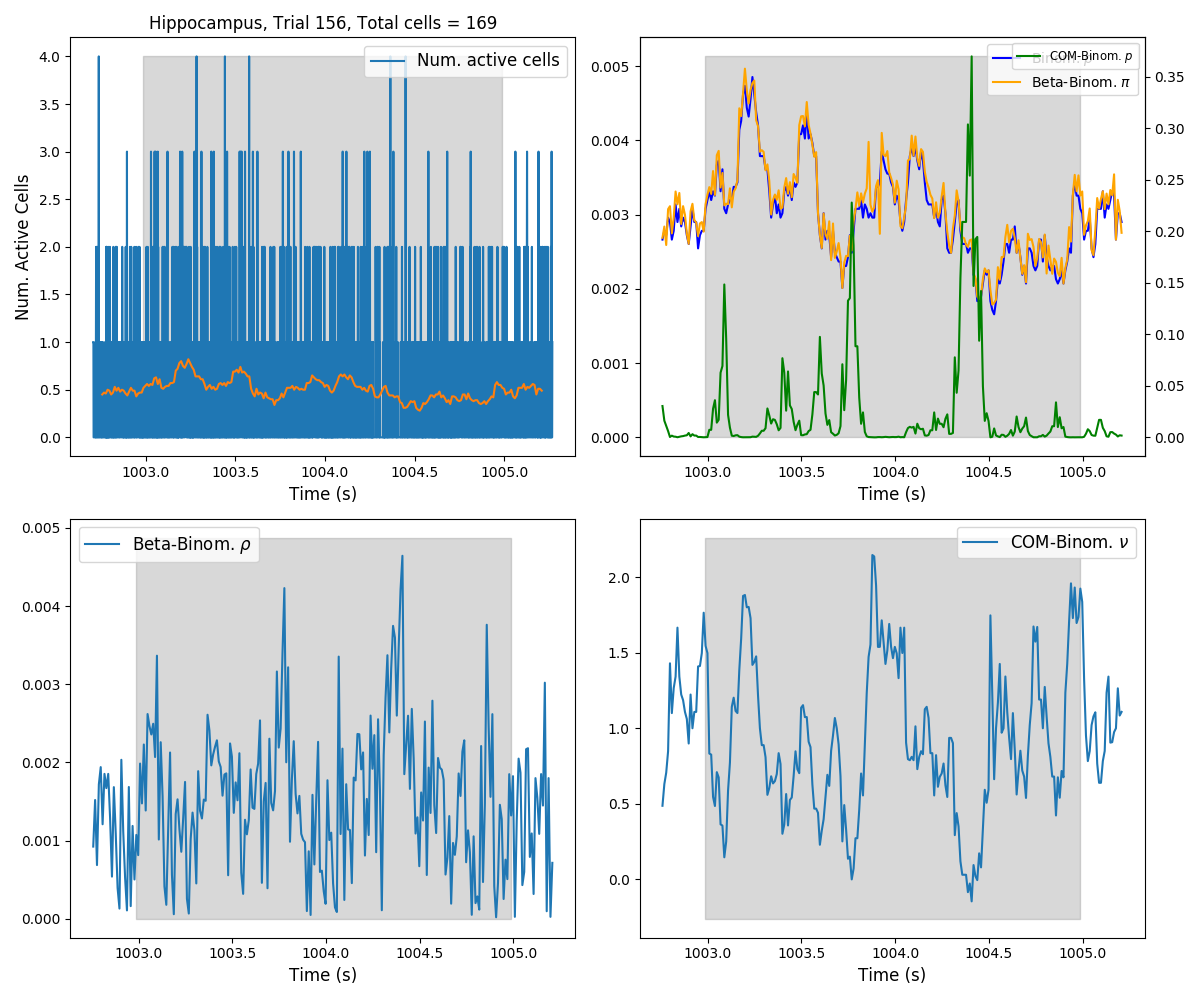 Hippocampus, Trial 156, Total cells = 169
Num. active cells
Num. Active Cells
4.0
3.5
3.0
2.5
2.0
1.5
1.0
0.5
0.0
1003.0 1003.5 1004.0 1004.5 1005.0
Time (s)
COM-Binom. p
Beta-Binom. π
0.005
0.004
0.003
0.002
0.001
0.000
0.35
0.30
0.25
0.20
0.15
0.10
0.05
0.00
1003.0 1003.5 1004.0 1004.5 1005.0
Time (s)
Beta-Binom. ρ
0.005
0.004
0.003
0.002
0.001
0.000
1003.0 1003.5 1004.0 1004.5 1005.0
Time (s)
COM-Binom. ν
2.0
1.5
1.0
0.5
0.0
1003.0 1003.5 1004.0 1004.5 1005.0
Time (s)